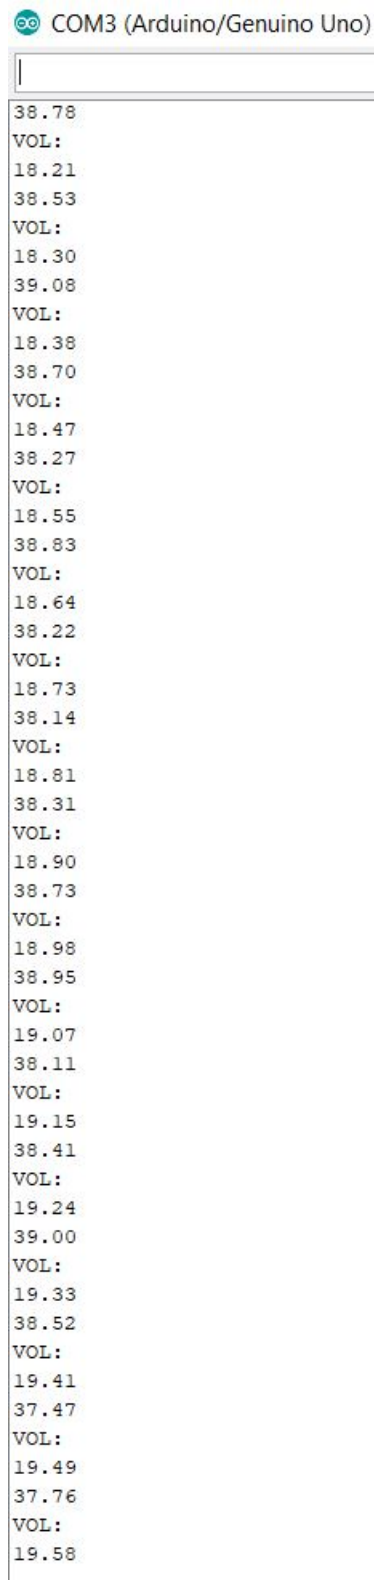 COM3 (Arduino/Genuino Uno)
38.78
VOL:
18.21
38.53
VOL:
18.30
39.08
VOL:
18.38
38.70
VOL:
18.47
38.27
VOL:
18.55
38.83
VOL:
18.64
38.22
VOL:
18.73
38.14
VOL:
18.81
38.31
VOL:
18.90
38.73
VOL:
18.98
38.95
VOL:
19.07
38.11
VOL:
19.15
38.41
VOL:
19.24
39.00
VOL:
19.33
38.52
VOL:
19.41
37.47
VOL:
19.49
37.76
VOL:
19.58